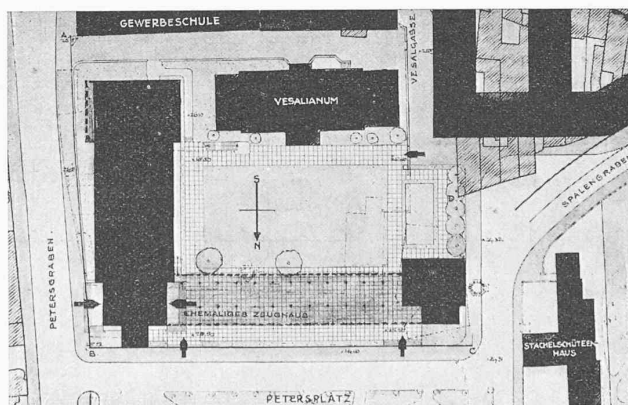 GEWERBESCHULE
VESALGASSE
A
VESALIANUM
S
N
SPALENGRABEN
PETERSGRABEN
EHEMALIGES ZEUGHAUS
STACHELSCHÜTZEN-
HAUS
B
C
PETERSPLATZ